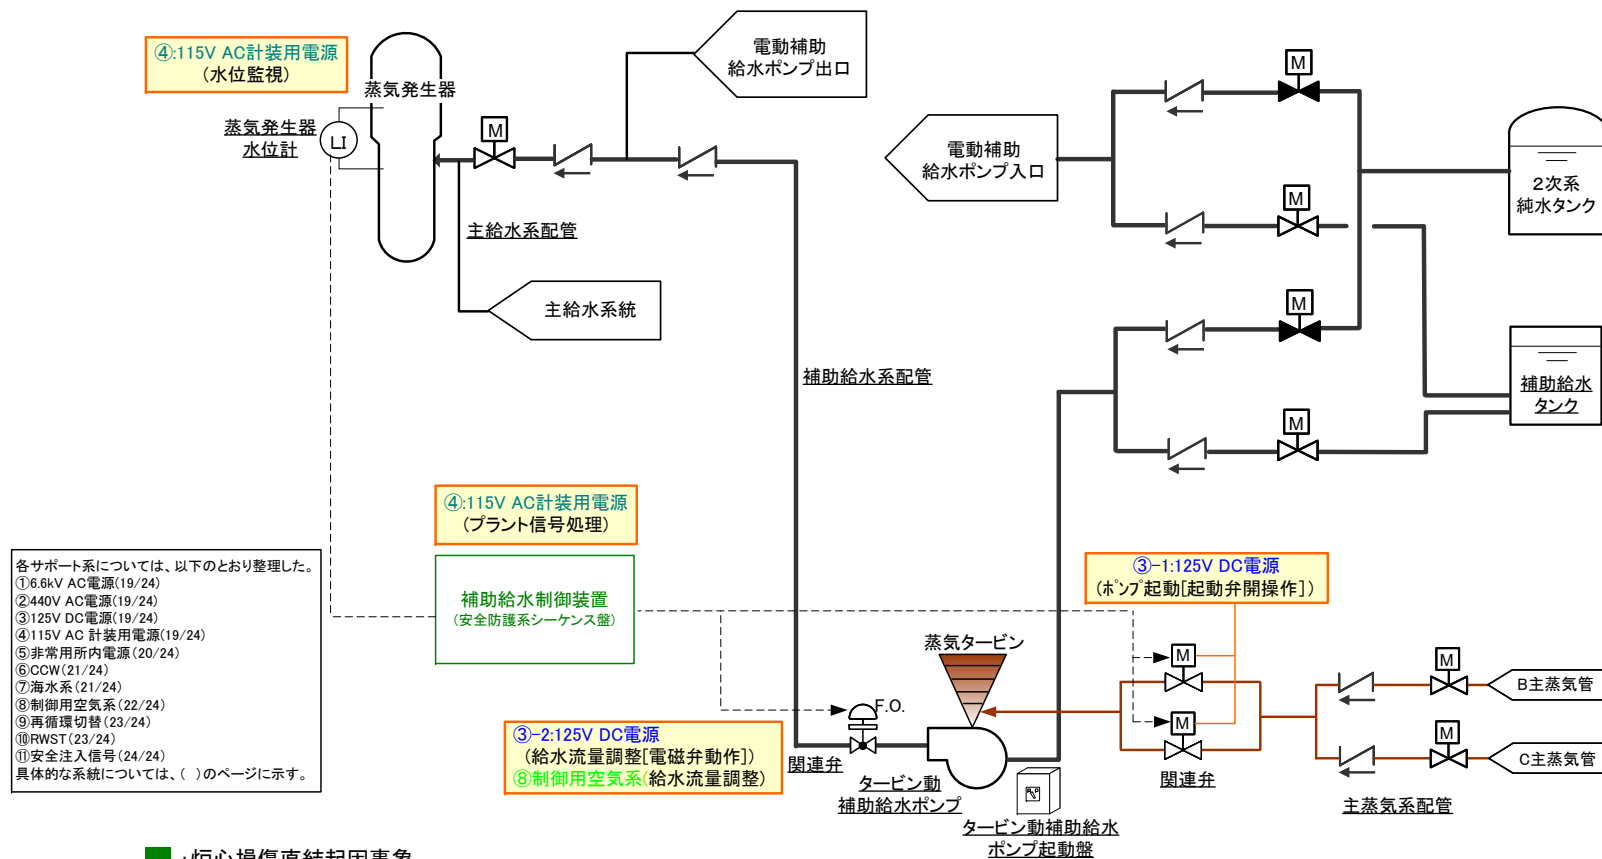 ④:115V AC計装用電源
(水位監視)
蒸気発生器
蒸気発生器
水位計
LI
M
主給水系配管
主給水系統
電動補助
給水ポンプ出口
電動補助
給水ポンプ入口
M
M
M
M
2次系
純水タンク
補助給水
タンク
補助給水系配管
④:115V AC計装用電源
(プラント信号処理)
補助給水制御装置
(安全防護系シーケンス盤)
各サポート系については、以下のとおり整理した。
①6.6kV AC電源(19/24)
②440V AC電源(19/24)
③125V DC電源(19/24)
④115V AC 計装用電源(19/24)
⑤非常用所内電源(20/24)
⑥CCW(21/24)
⑦海水系(21/24)
⑧制御用空気系(22/24)
⑨再循環切替(23/24)
⑩RWST(23/24)
⑪安全注入信号(24/24)
具体的な系統については、( )のページに示す。
③-1:125V DC電源
(ポンプ起動[起動弁開操作])
蒸気タービン
M
M
M
M
B主蒸気管
C主蒸気管
F.O.
③-2:125V DC電源
(給水流量調整[電磁弁動作])
⑧制御用空気系(給水流量調整)
関連弁
タービン動
補助給水ポンプ
関連弁
主蒸気系配管
タービン動補助給水
ポンプ起動盤
:炉心損傷直結起因事象